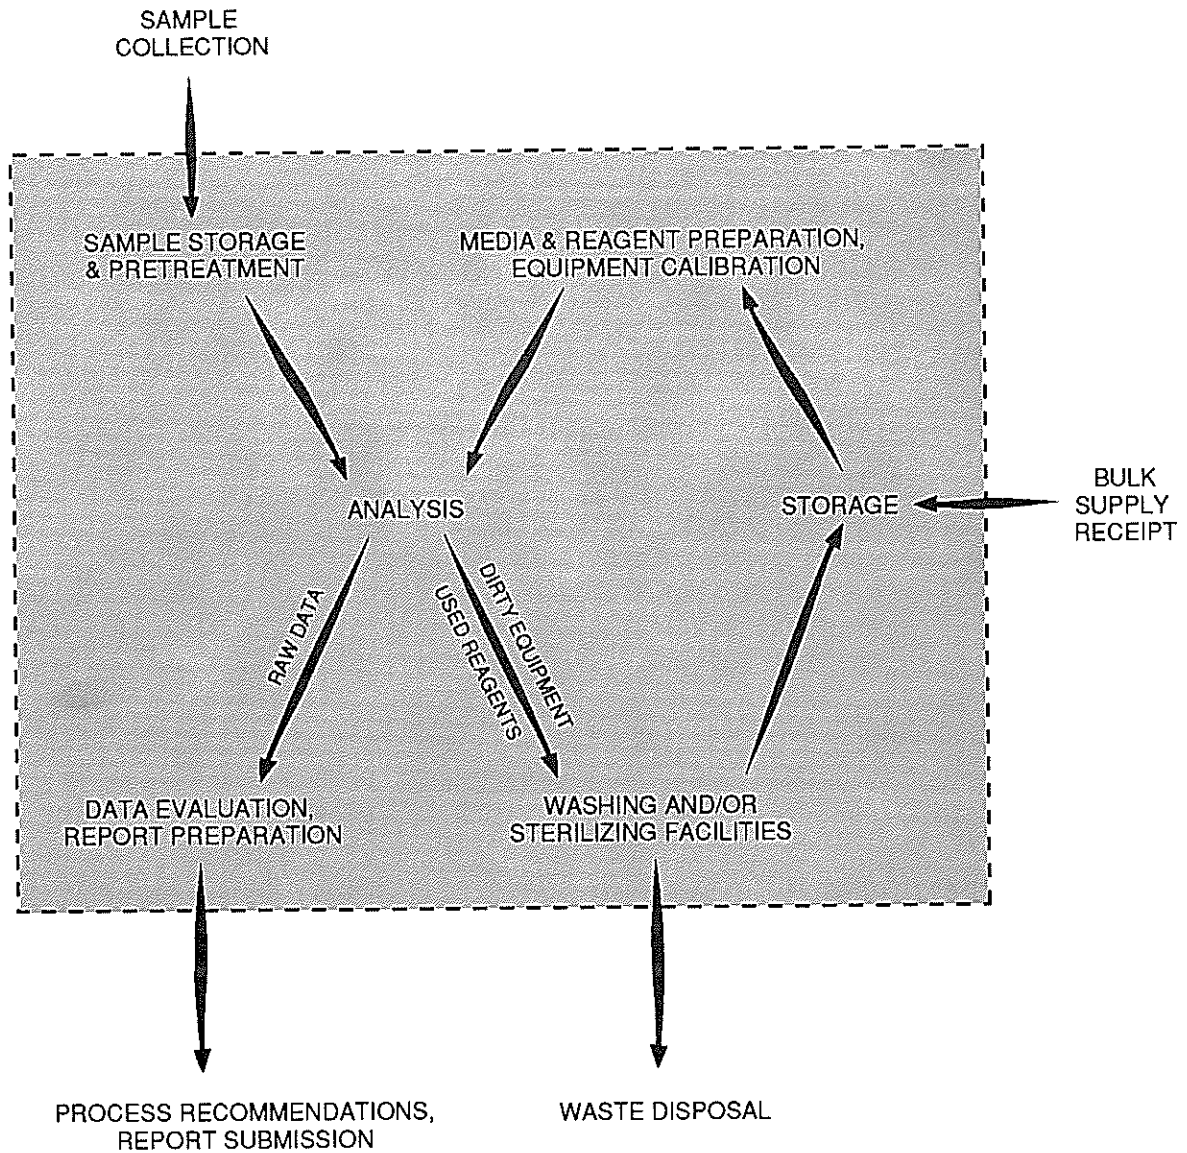 SAMPLE
COLLECTION
SAMPLE STORAGE
& PRETREATMENT
MEDIA & REAGENT PREPARATION,
EQUIPMENT CALIBRATION
ANALYSIS
STORAGE
BULK
SUPPLY
RECEIPT
RAW DATA
DIRTY EQUIPMENT
USED REAGENTS
DATA EVALUATION,
REPORT PREPARATION
WASHING AND/OR
STERILIZING FACILITIES
PROCESS RECOMMENDATIONS,
REPORT SUBMISSION
WASTE DISPOSAL